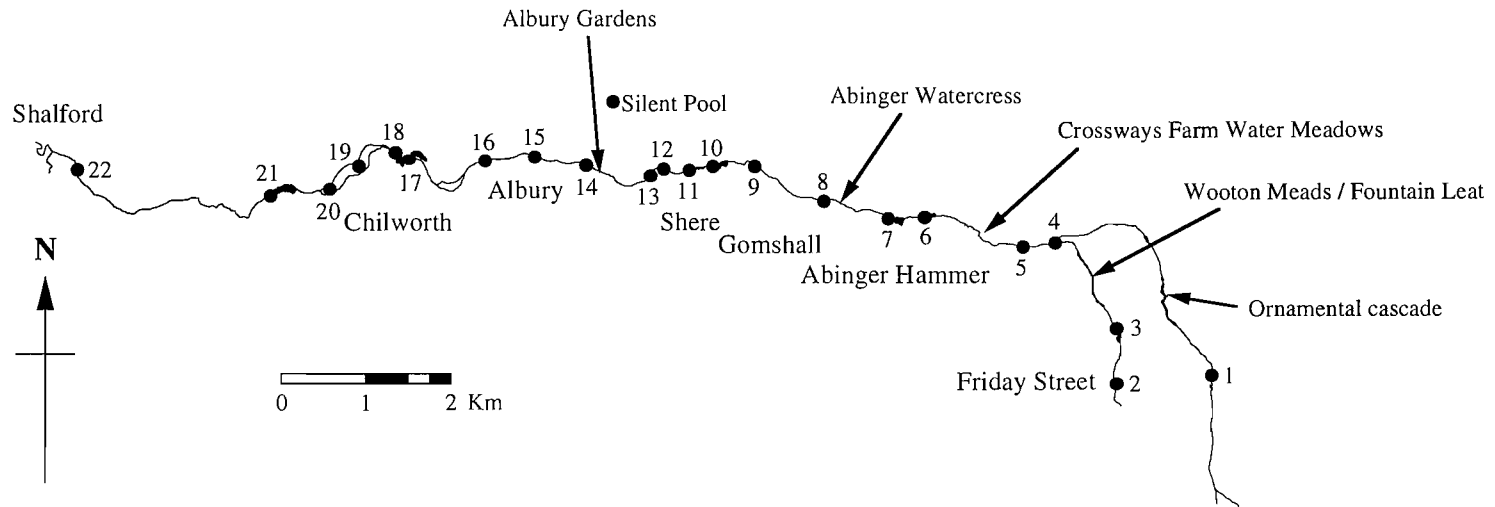 Albury Gardens
Silent Pool
Abinger Watercress
Shalford
Crossways Farm Water Meadows
18
16
15
12
10
19
22
17
14
13
11
9
Wooton Meads / Fountain Leat
21
20
Albury
8
Chilworth
Shere
4
Gomshall
7
6
N
5
Abinger Hammer
Ornamental cascade
3
Friday Street
2
1
0
1
2 Km